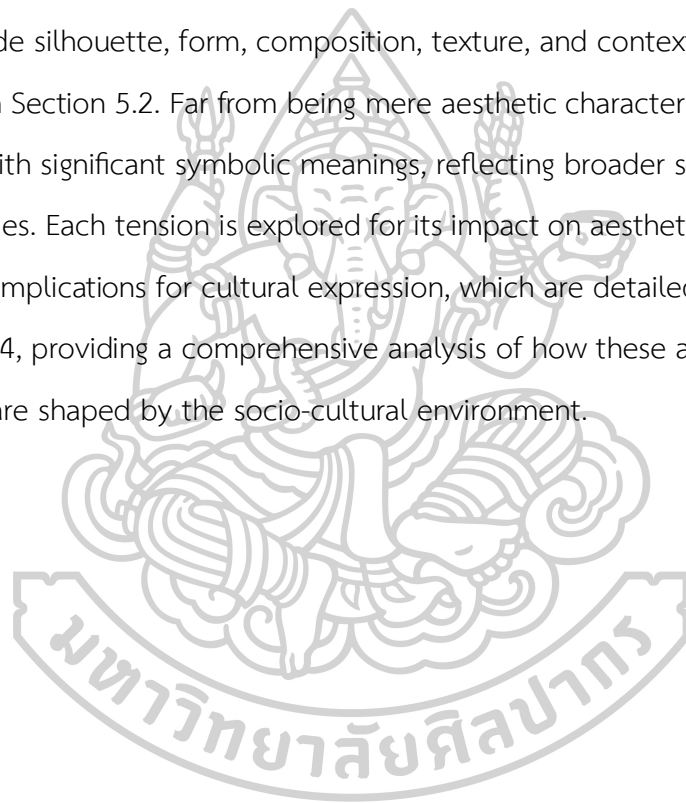 de silhouette, form, composition, texture, and context
Section 5.2. Far from being mere aesthetic character
ith significant symbolic meanings, reflecting broader s
es. Each tension is explored for its impact on aesthet
mplications for cultural expression, which are detailed
4, providing a comprehensive analysis of how these a
are shaped by the socio-cultural environment.
มหาวิทยาลัยศิลปากร